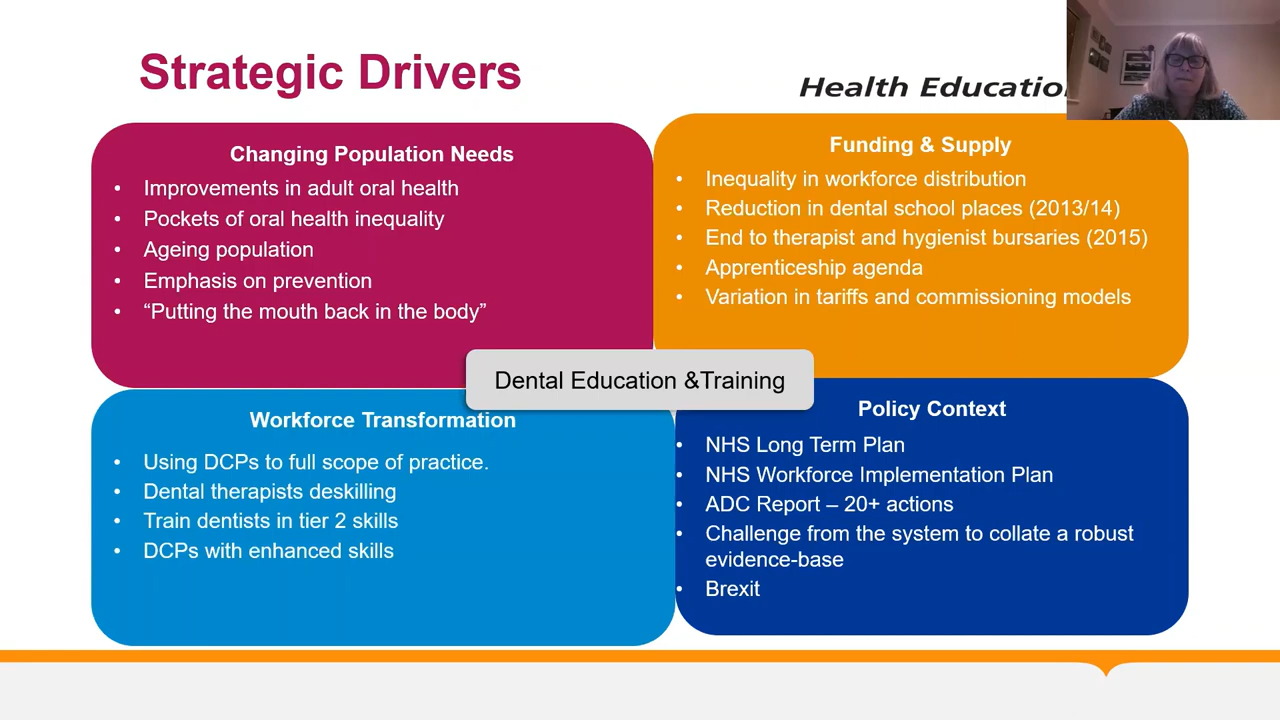 Strategic Drivers
Health Education
Changing Population Needs
• Improvements in adult oral health
• Pockets of oral health inequality
• Ageing population
• Emphasis on prevention
• “Putting the mouth back in the body”
Funding & Supply
• Inequality in workforce distribution
• Reduction in dental school places (2013/14)
• End to therapist and hygienist bursaries (2015)
• Apprenticeship agenda
• Variation in tariffs and commissioning models
Dental Education &Training
Workforce Transformation
• Using DCPs to full scope of practice.
• Dental therapists deskilling
• Train dentists in tier 2 skills
• DCPs with enhanced skills
Policy Context
• NHS Long Term Plan
• NHS Workforce Implementation Plan
• ADC Report – 20+ actions
• Challenge from the system to collate a robust
evidence-base
• Brexit